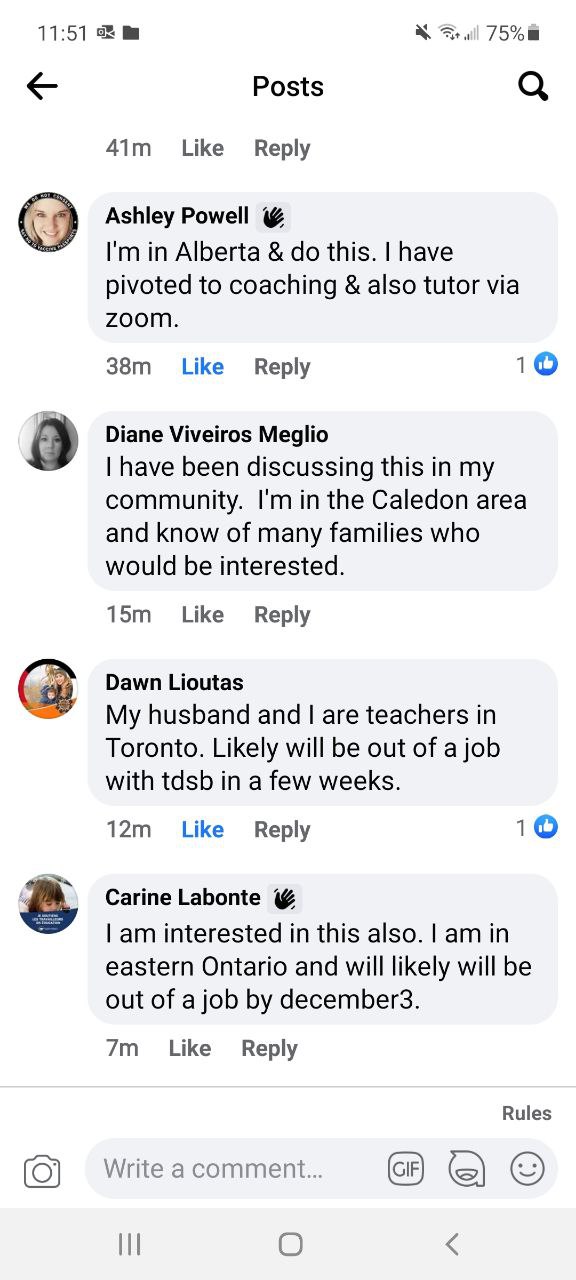 11:51
75%
Posts
41m Like Reply
Ashley Powell
I'm in Alberta & do this. I have
pivoted to coaching & also tutor via
zoom.
38m Like Reply 1
Diane Viveiros Meglio
I have been discussing this in my
community.  I'm in the Caledon area
and know of many families who
would be interested.
15m Like Reply
Dawn Lioutas
My husband and I are teachers in
Toronto. Likely will be out of a job
with tdsb in a few weeks.
12m Like Reply 1
Carine Labonte
I am interested in this also. I am in
eastern Ontario and will likely will be
out of a job by december3.
7m Like Reply
Rules
Write a comment...
GIF